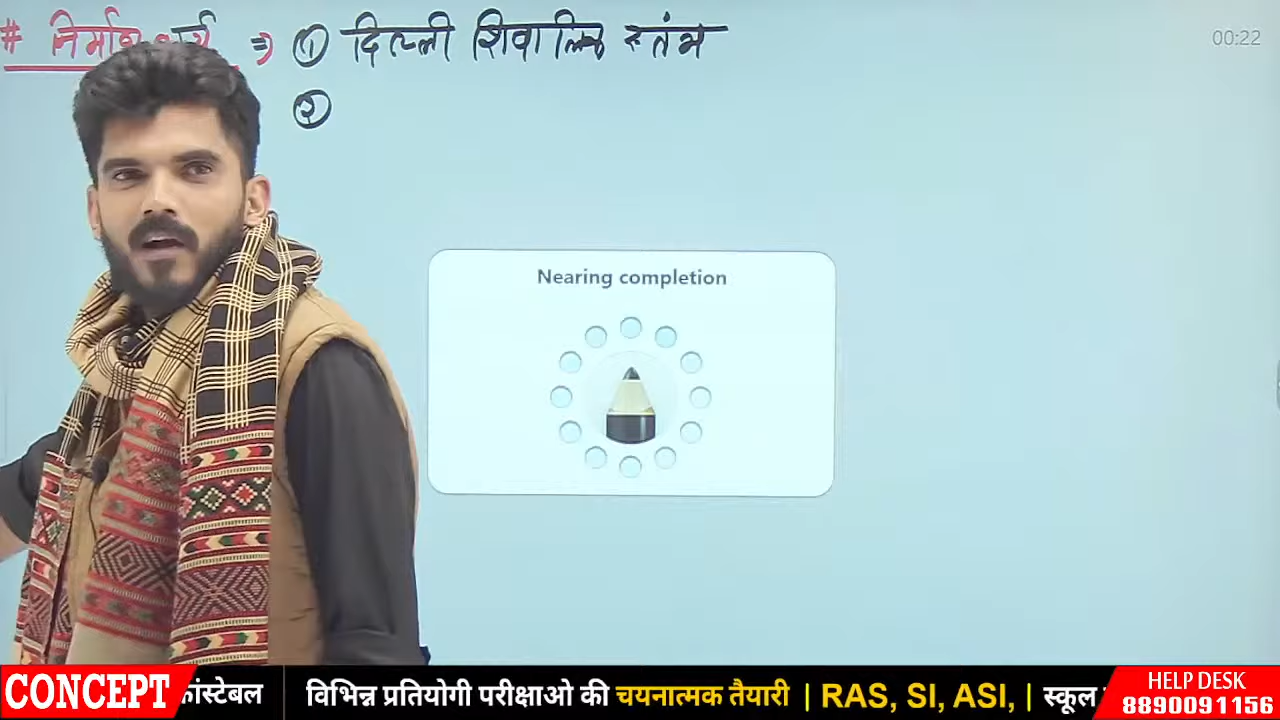 # निर्माण कार्य ⇒ ① दिल्ली शिवालिक स्तंभ
②
00:22
Nearing completion
CONCEPT कांस्टेबल विभिन्न प्रतियोगी परीक्षाओ की चयनात्मक तैयारी | RAS, SI, ASI, | स्कूल
HELP DESK
8890091156